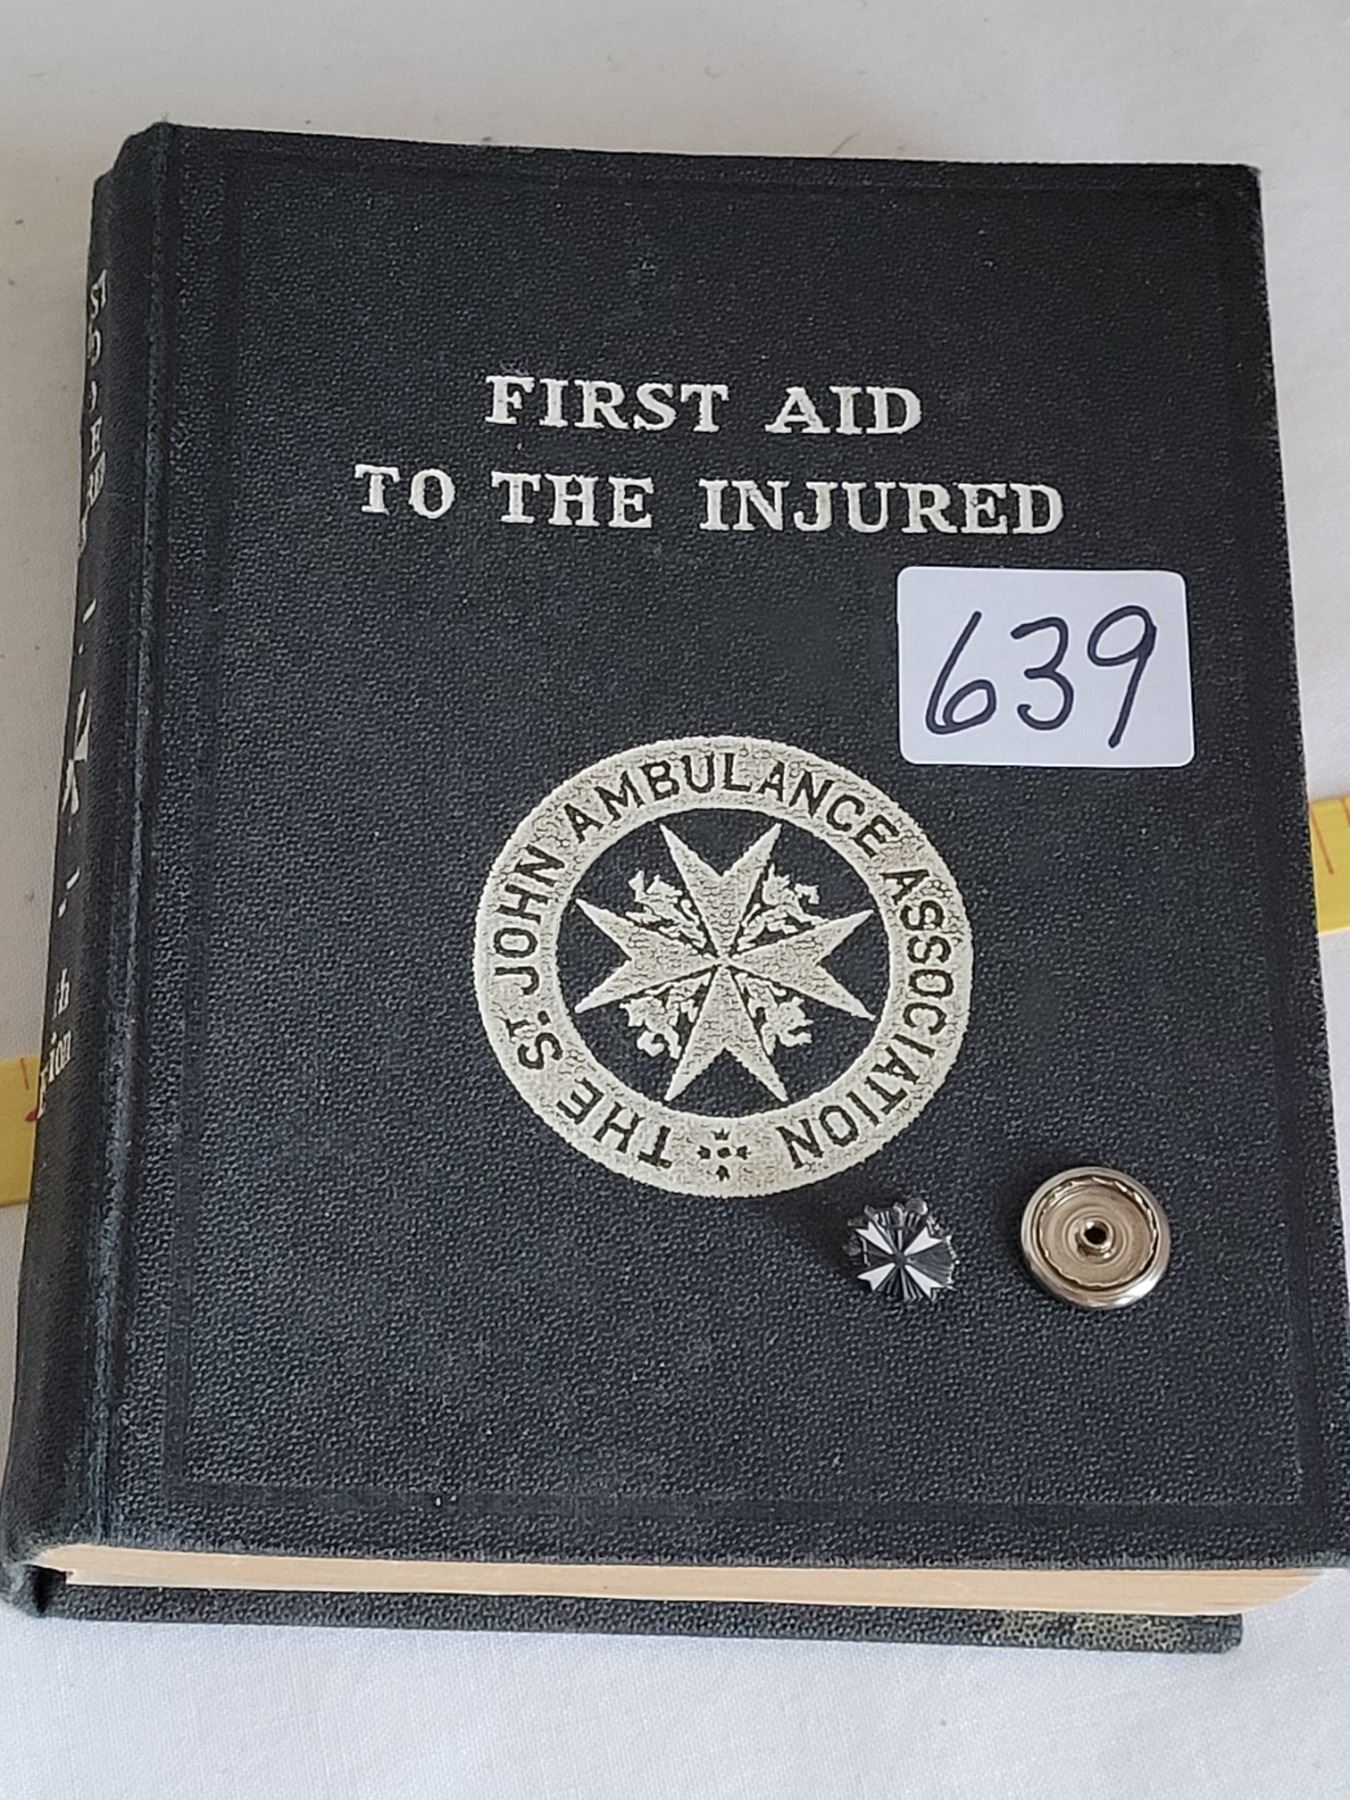 FIRST AID
TO THE INJURED
639
THE ST. JOHN AMBULANCE ASSOCIATION